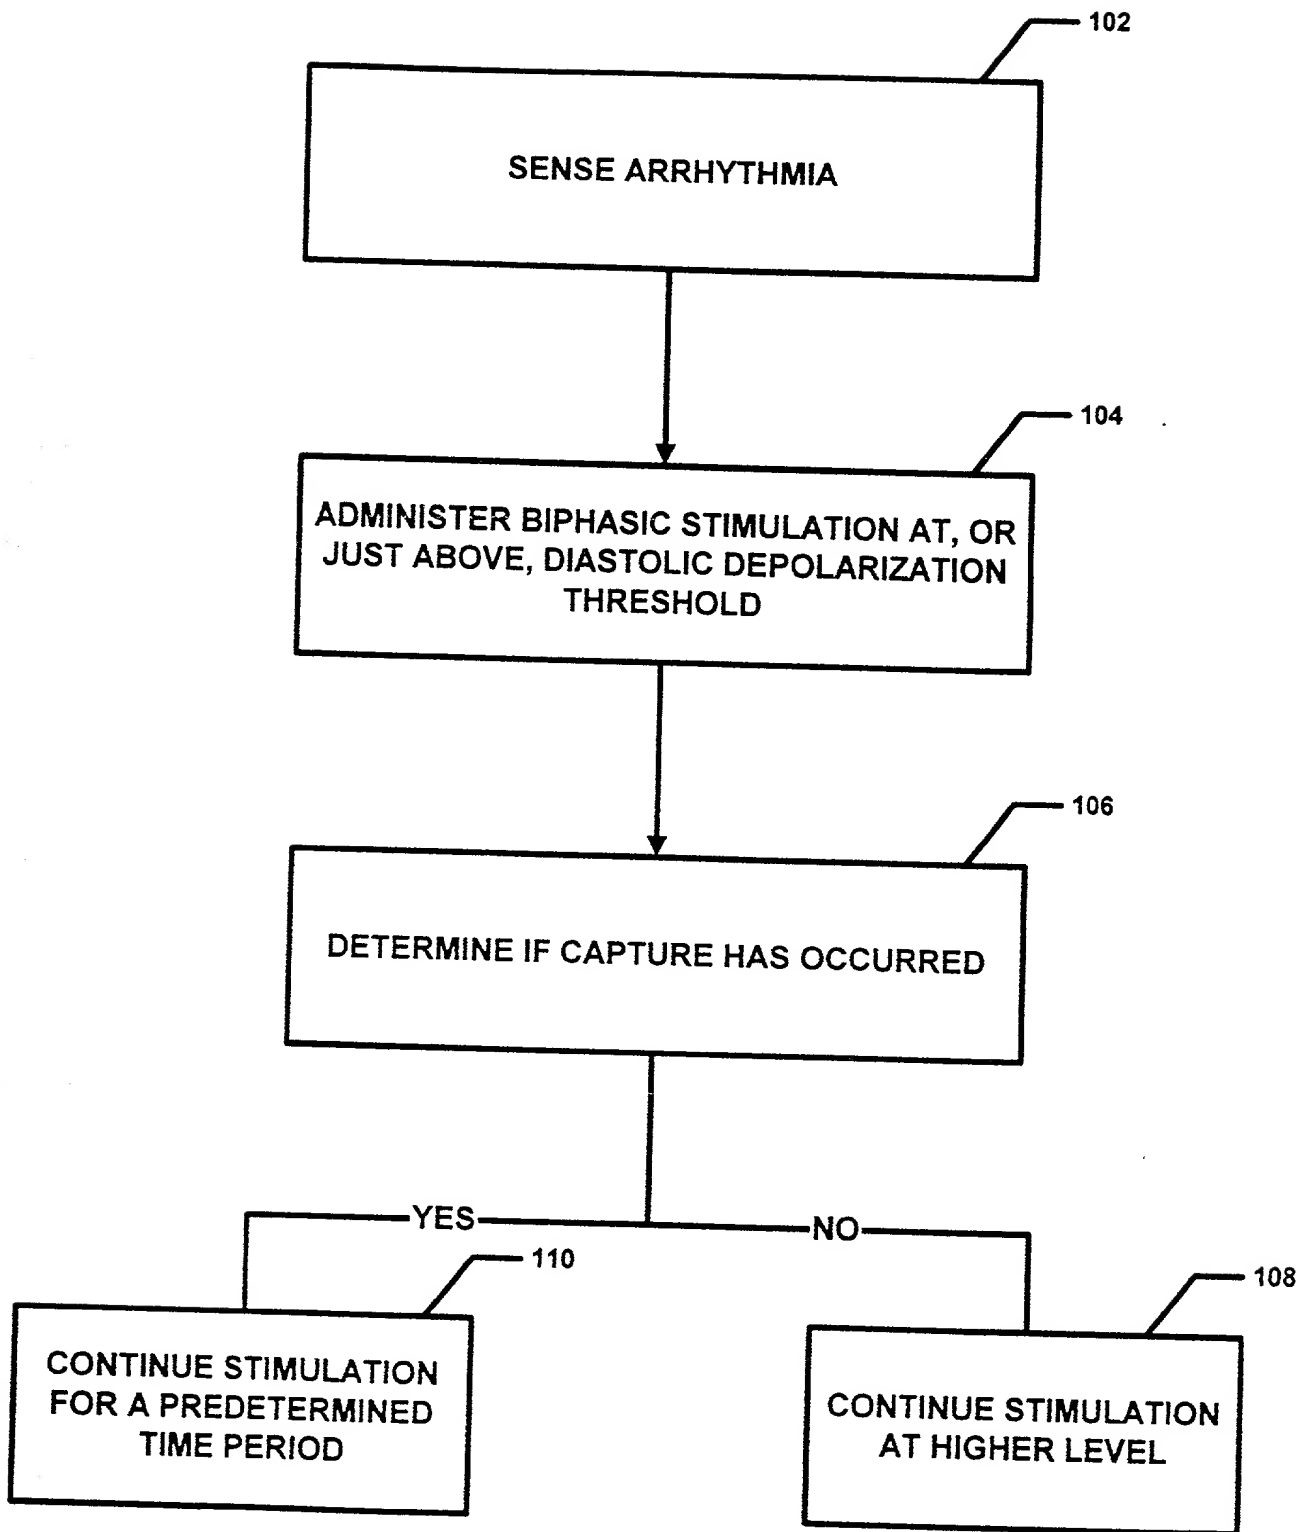 102
SENSE ARRHYTHMIA
104
ADMINISTER BIPHASIC STIMULATION AT, OR
JUST ABOVE, DIASTOLIC DEPOLARIZATION
THRESHOLD
106
DETERMINE IF CAPTURE HAS OCCURRED
YES
NO
110
108
CONTINUE STIMULATION
FOR A PREDETERMINED
TIME PERIOD
CONTINUE STIMULATION
AT HIGHER LEVEL